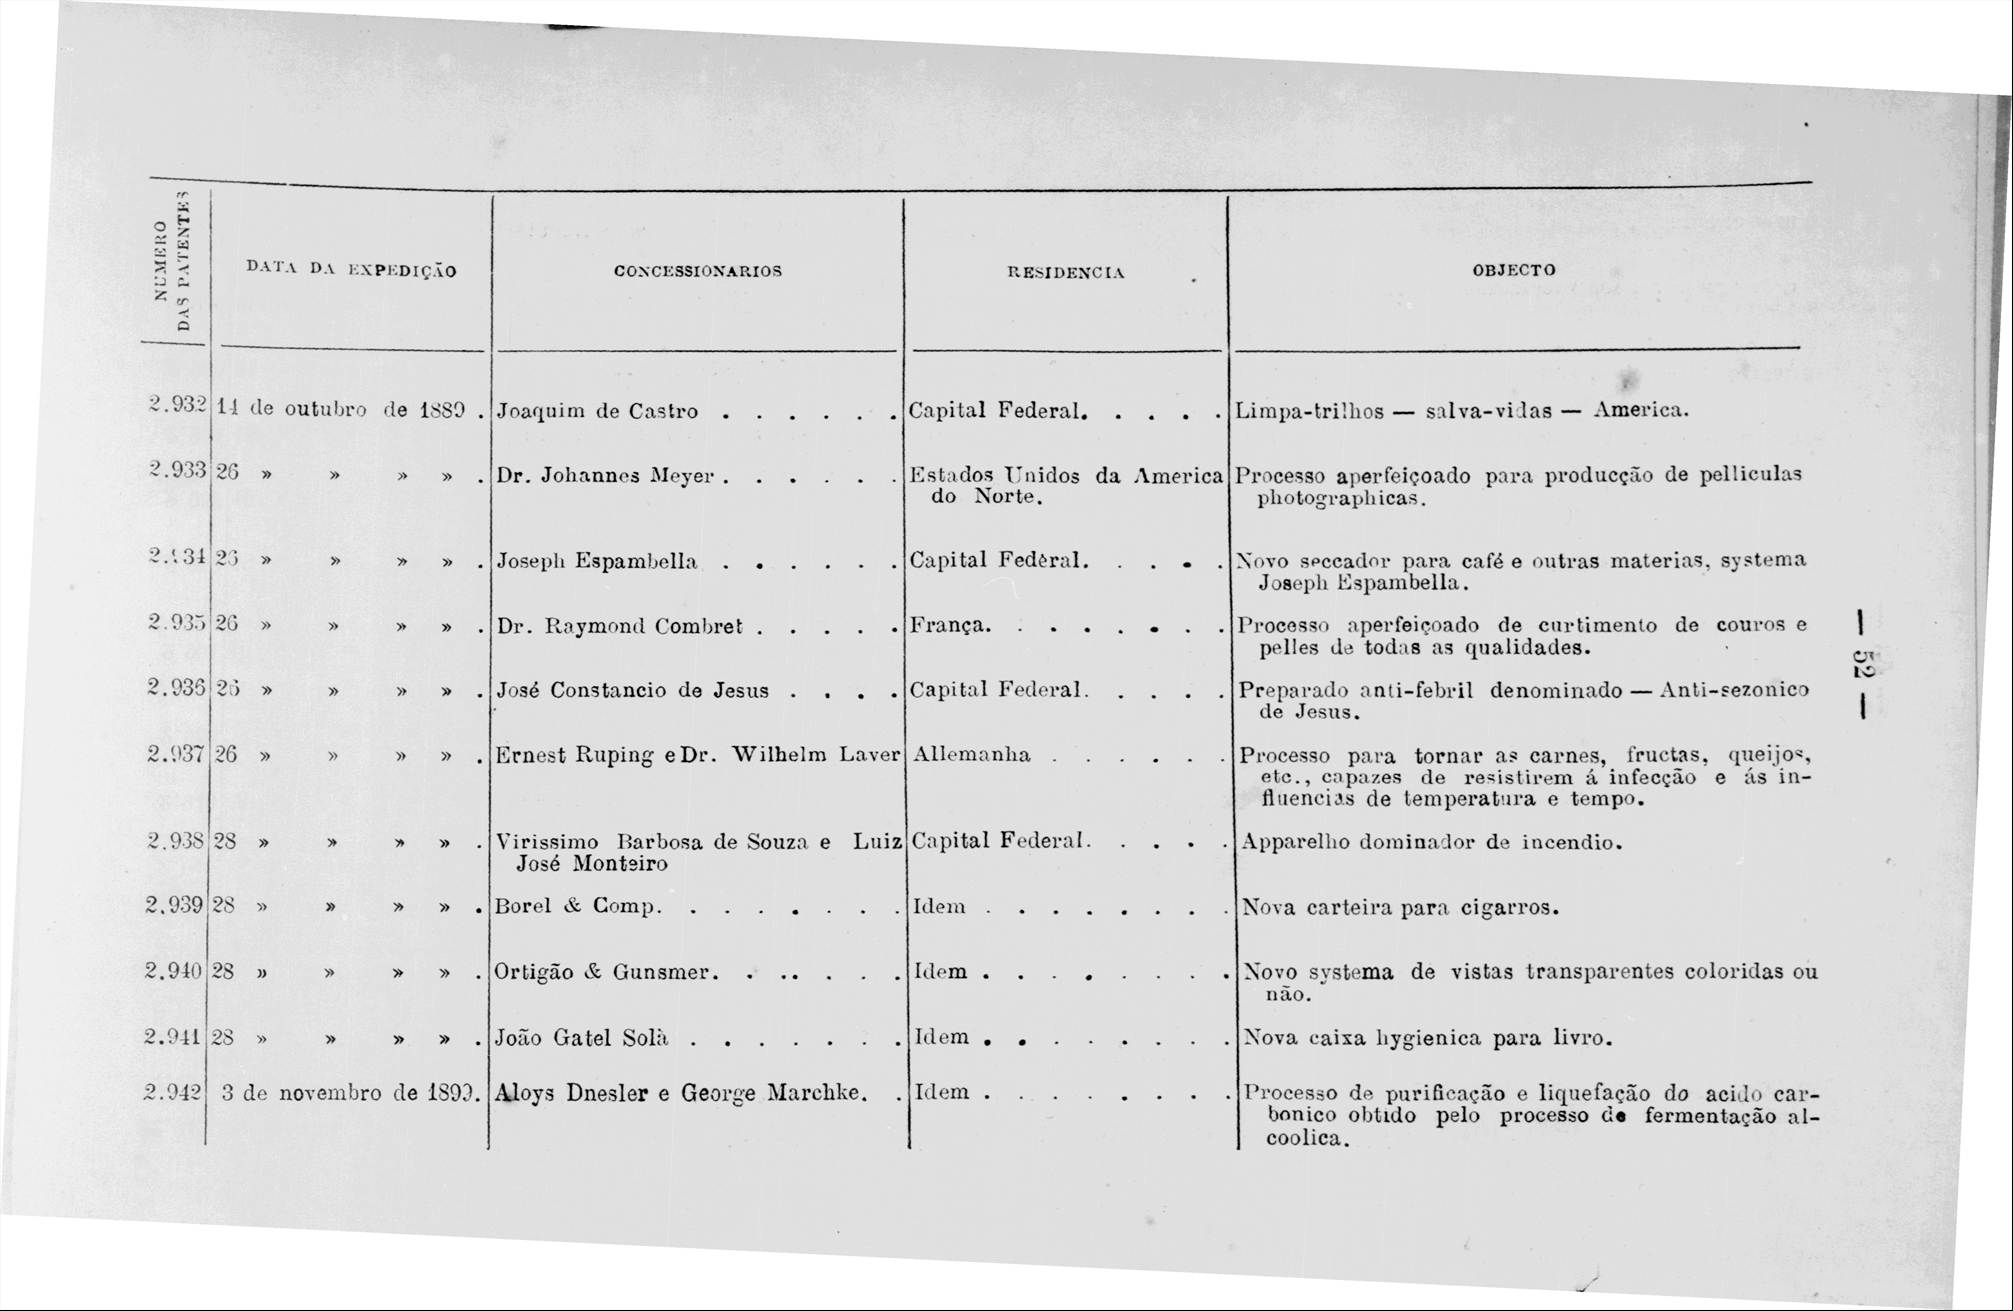 NUMERO DAS PATENTES | DATA DA EXPEDIÇÃO | CONCESSIONARIOS | RESIDENCIA | OBJECTO
2.932 | 14 de outubro de 1889 . | Joaquim de Castro . . . . . . | Capital Federal. . . . . | Limpa-trilhos — salva-vidas — America.
2.933 | 26 » » » » . | Dr. Johannes Meyer . . . . . . | Estados Unidos da America | Processo aperfeiçoado para producção de pelliculas
do Norte. | photographicas.
2.934 | 26 » » » » . | Joseph Espambella . . . . . . | Capital Federal. . . . . | Novo seccador para café e outras materias, systema
Joseph Espambella.
2.935 | 26 » » » » . | Dr. Raymond Combret . . . . . | França. . . . . . . . | Processo aperfeiçoado de curtimento de couros e
pelles de todas as qualidades.
2.936 | 26 » » » » . | José Constancio de Jesus . . . . | Capital Federal. . . . . | Preparado anti-febril denominado — Anti-sezonico
de Jesus.
2.937 | 26 » » » » . | Ernest Ruping e Dr. Wilhelm Laver | Allemanha . . . . . . | Processo para tornar as carnes, fructas, queijos,
etc., capazes de resistirem á infecção e ás in-
fluencias de temperatura e tempo.
2.938 | 28 » » » » . | Virissimo Barbosa de Souza e Luiz | Capital Federal. . . . . | Apparelho dominador de incendio.
José Monteiro
2.939 | 28 » » » » . | Borel & Comp. . . . . . . . | Idem . . . . . . . . | Nova carteira para cigarros.
2.940 | 28 » » » » . | Ortigão & Gunsmer. . . . . . . | Idem . . . . . . . . | Novo systema de vistas transparentes coloridas ou
não.
2.941 | 28 » » » » . | João Gatel Solà . . . . . . . | Idem . . . . . . . . | Nova caixa hygienica para livro.
2.942 | 3 de novembro de 1899. | Aloys Dnesler e George Marchke. . | Idem . . . . . . . . | Processo de purificação e liquefação do acido car-
bonico obtido pelo processo de fermentação al-
coolica.
— 52 —